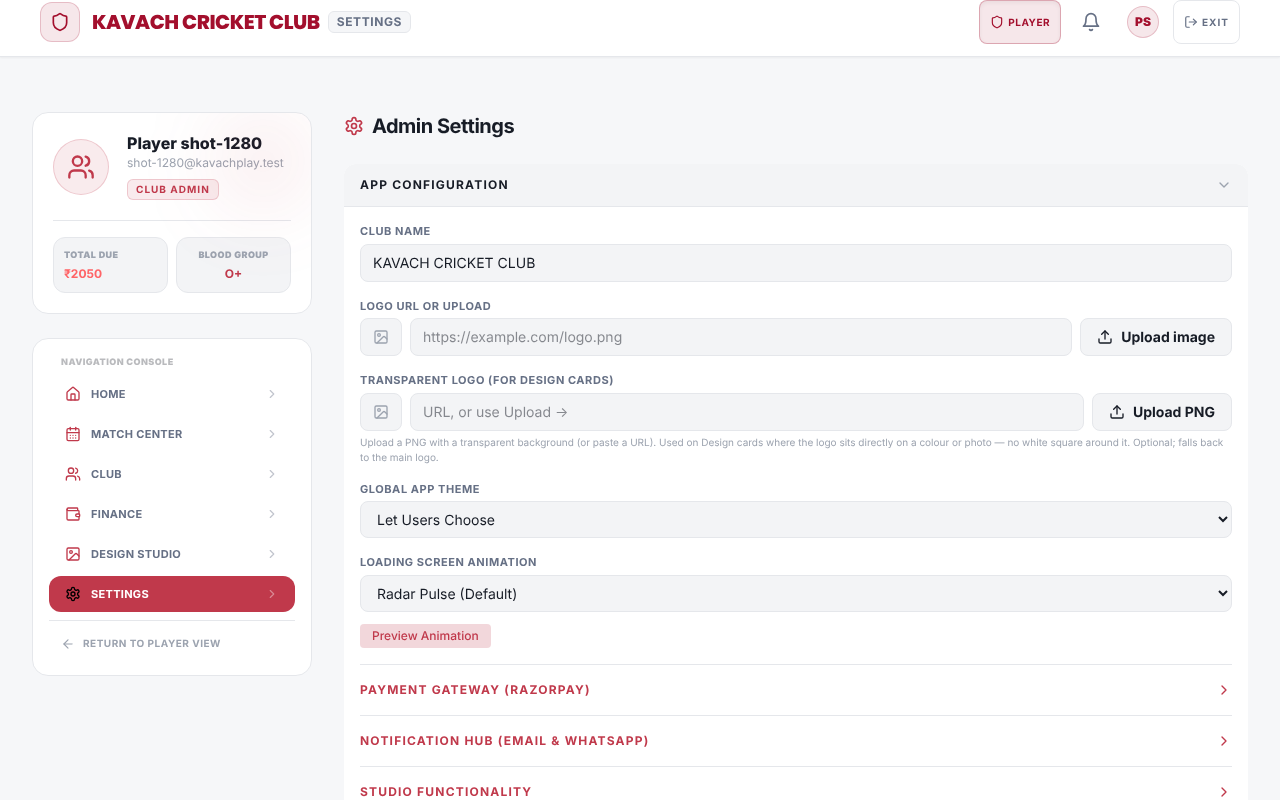 KAVACH CRICKET CLUB SETTINGS
PLAYER
PS
EXIT
Player shot-1280
shot-1280@kavachplay.test
CLUB ADMIN
TOTAL DUE
₹2050
BLOOD GROUP
O+
NAVIGATION CONSOLE
HOME
MATCH CENTER
CLUB
FINANCE
DESIGN STUDIO
SETTINGS
RETURN TO PLAYER VIEW
Admin Settings
APP CONFIGURATION
CLUB NAME
KAVACH CRICKET CLUB
LOGO URL OR UPLOAD
https://example.com/logo.png
Upload image
TRANSPARENT LOGO (FOR DESIGN CARDS)
URL, or use Upload →
Upload PNG
Upload a PNG with a transparent background (or paste a URL). Used on Design cards where the logo sits directly on a colour or photo — no white square around it. Optional; falls back
to the main logo.
GLOBAL APP THEME
Let Users Choose
LOADING SCREEN ANIMATION
Radar Pulse (Default)
Preview Animation
PAYMENT GATEWAY (RAZORPAY)
NOTIFICATION HUB (EMAIL & WHATSAPP)
STUDIO FUNCTIONALITY